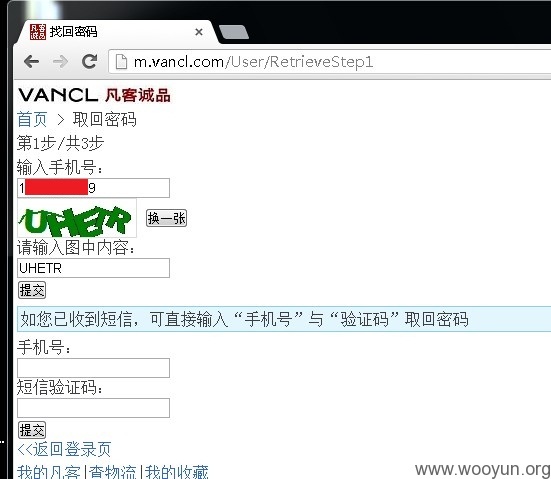 找回密码
m.vancl.com/User/RetrieveStep1
VANCL 凡客诚品
首页 > 取回密码
第1步/共3步
输入手机号：
1 9
UHETR 换一张
请输入图中内容：
UHETR
提交
如您已收到短信，可直接输入“手机号”与“验证码”取回密码
手机号：
短信验证码：
提交
<<返回登录页
我的凡客|查物流|我的收藏
www.wooyun.org